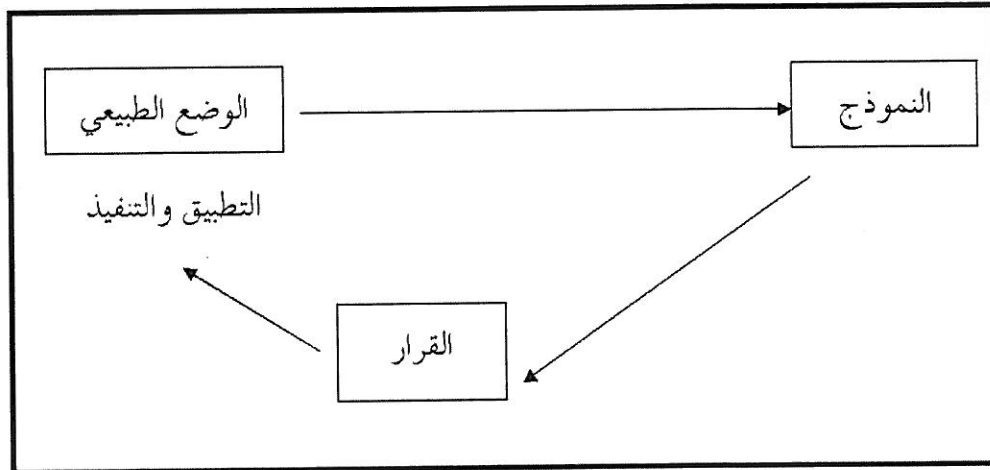 النموذج
الوضع الطبيعي
التطبيق والتنفيذ
القرار